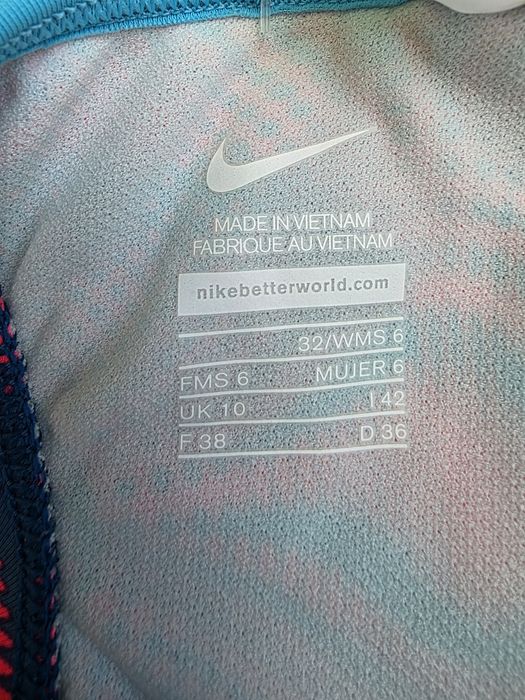 MADE IN VIETNAM
FABRIQUE AU VIETNAM
nikebetterworld.com
32/WMS 6
FMS 6 MUJER 6
UK 10 I 42
F 38 D 36